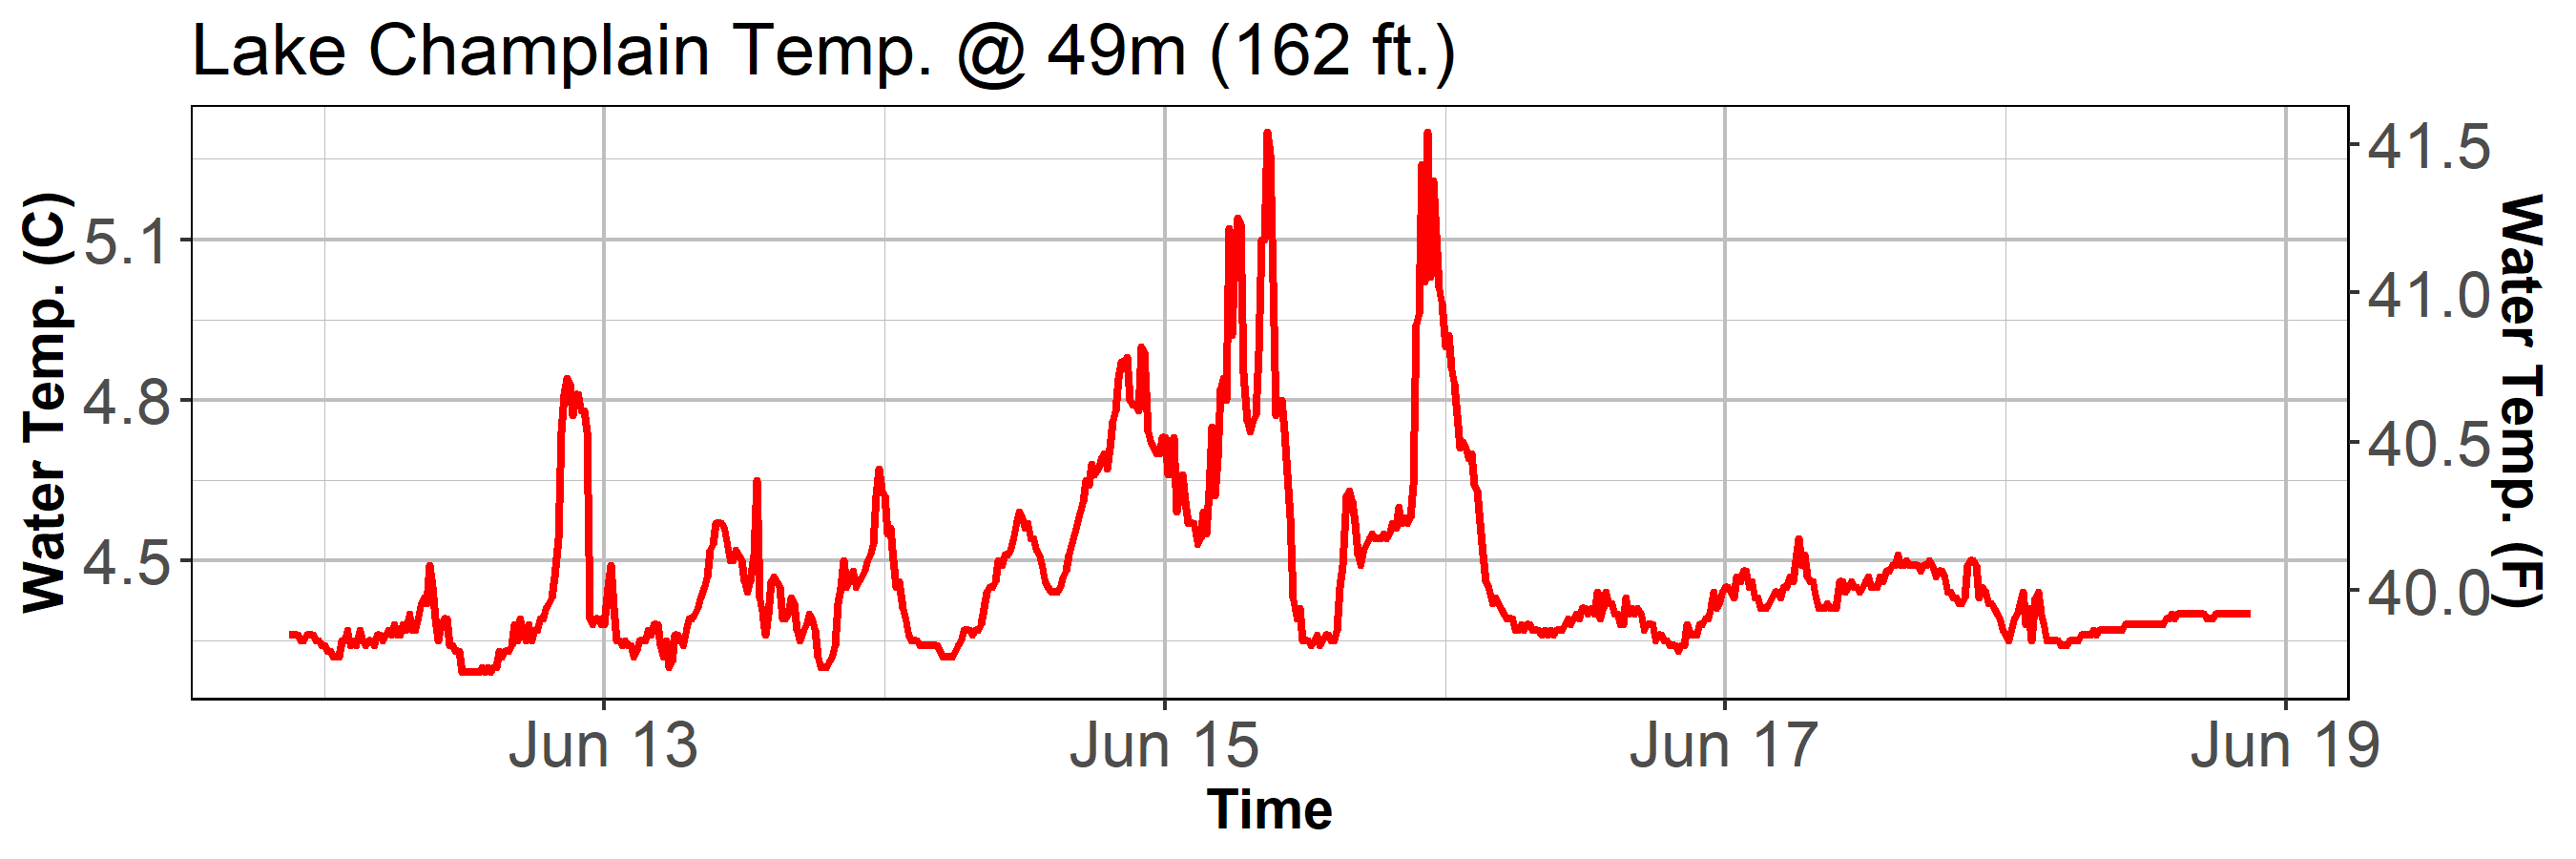 Lake Champlain Temp. @ 49m (162 ft.)
Water Temp. (C)
5.1
4.8
4.5
41.5
41.0
40.5
40.0
Water Temp. (F)
Jun 13
Jun 15
Jun 17
Jun 19
Time